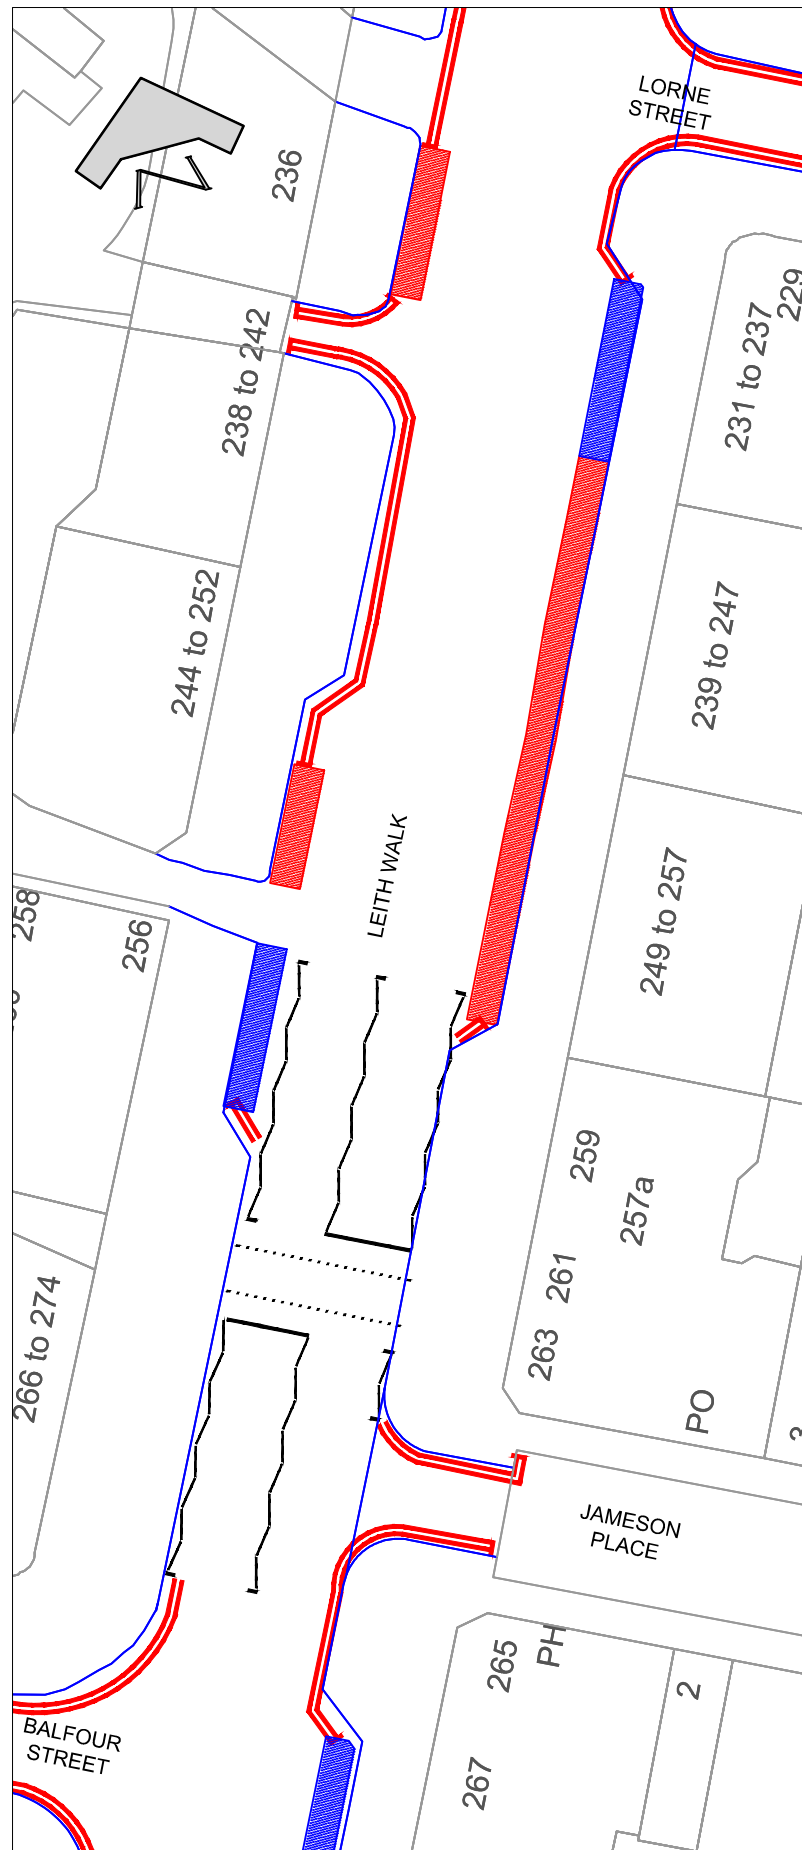 LORNE
STREET
236
229
231 to 237
238 to 242
244 to 252
239 to 247
LEITH WALK
249 to 257
258
256
259
257a
261
263
266 to 274
PO
3
JAMESON
PLACE
265
PH
2
BALFOUR
STREET
267